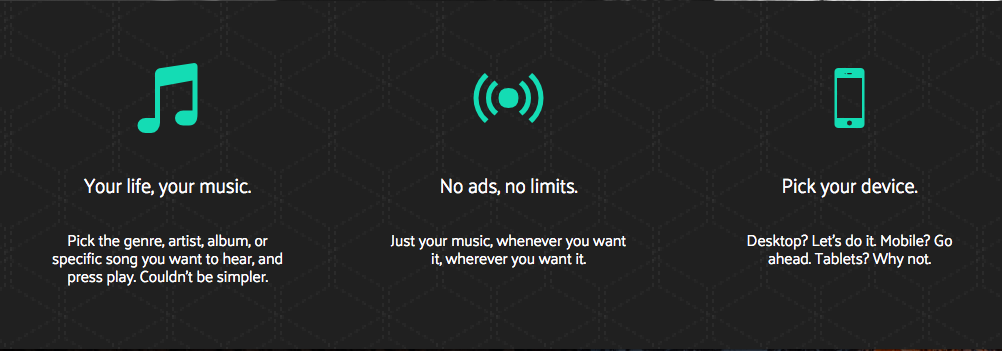 Your life, your music.
Pick the genre, artist, album, or
specific song you want to hear, and
press play. Couldn't be simpler.
No ads, no limits.
Just your music, whenever you want
it, wherever you want it.
Pick your device.
Desktop? Let's do it. Mobile? Go
ahead. Tablets? Why not.